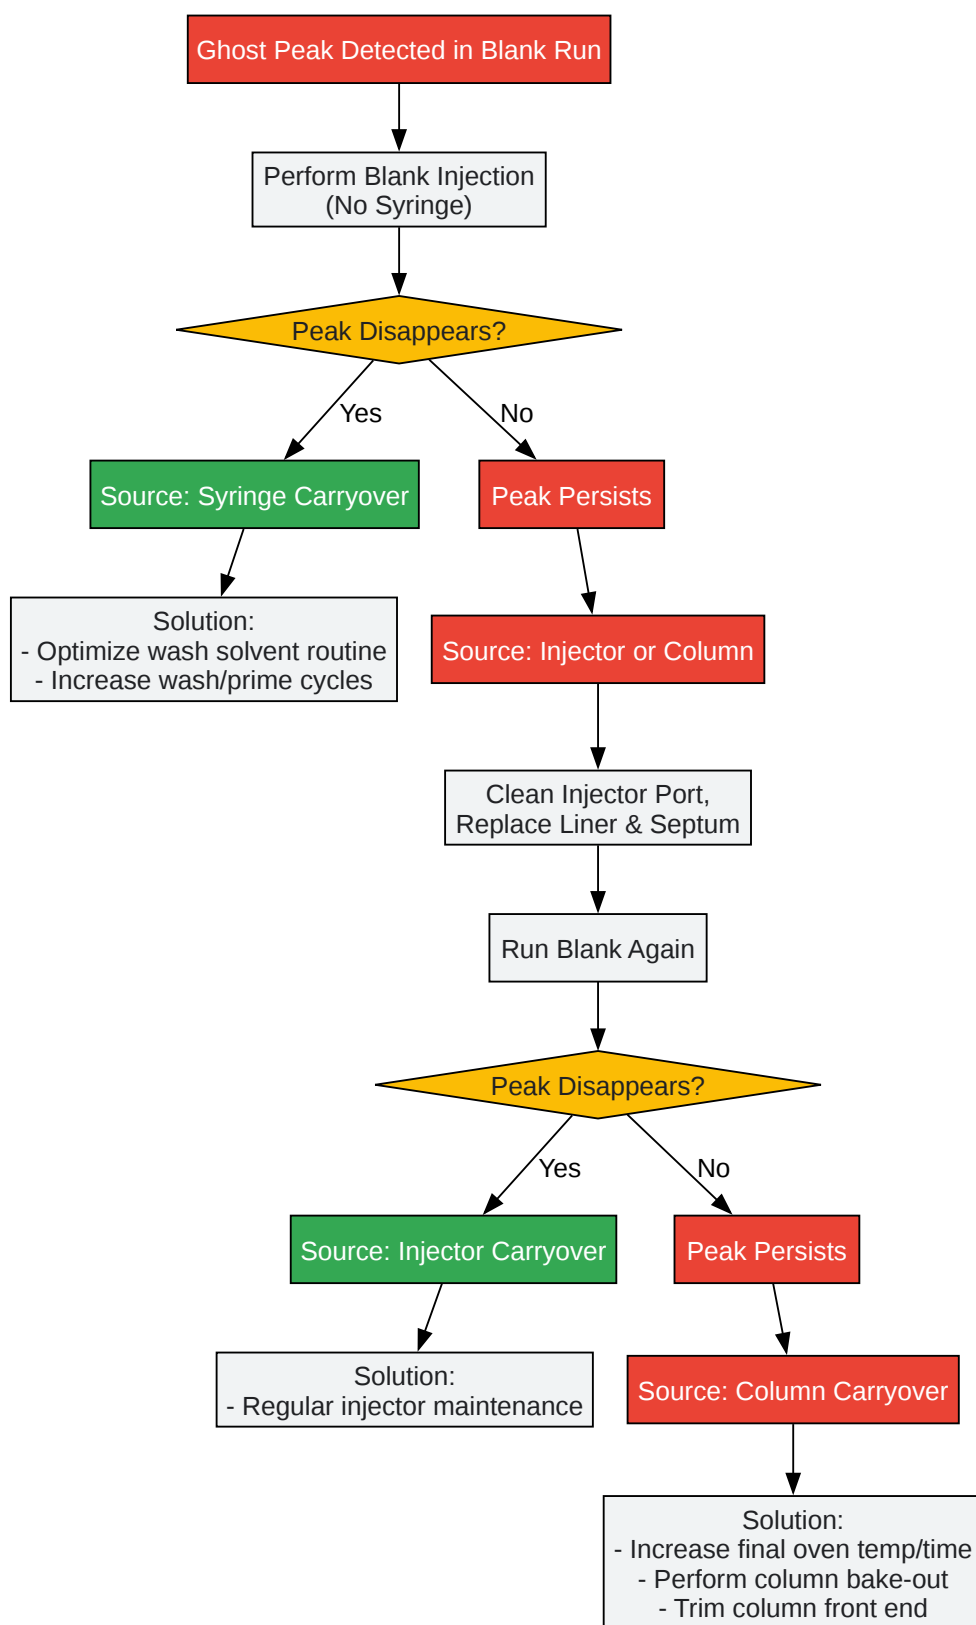 Ghost Peak Detected in Blank Run
Perform Blank Injection
(No Syringe)
Peak Disappears?
Yes
No
Source: Syringe Carryover
Peak Persists
Solution:
- Optimize wash solvent routine
- Increase wash/prime cycles
Source: Injector or Column
Clean Injector Port,
Replace Liner & Septum
Run Blank Again
Peak Disappears?
Yes
No
Source: Injector Carryover
Peak Persists
Solution:
- Regular injector maintenance
Source: Column Carryover
Solution:
- Increase final oven temp/time
- Perform column bake-out
- Trim column front end